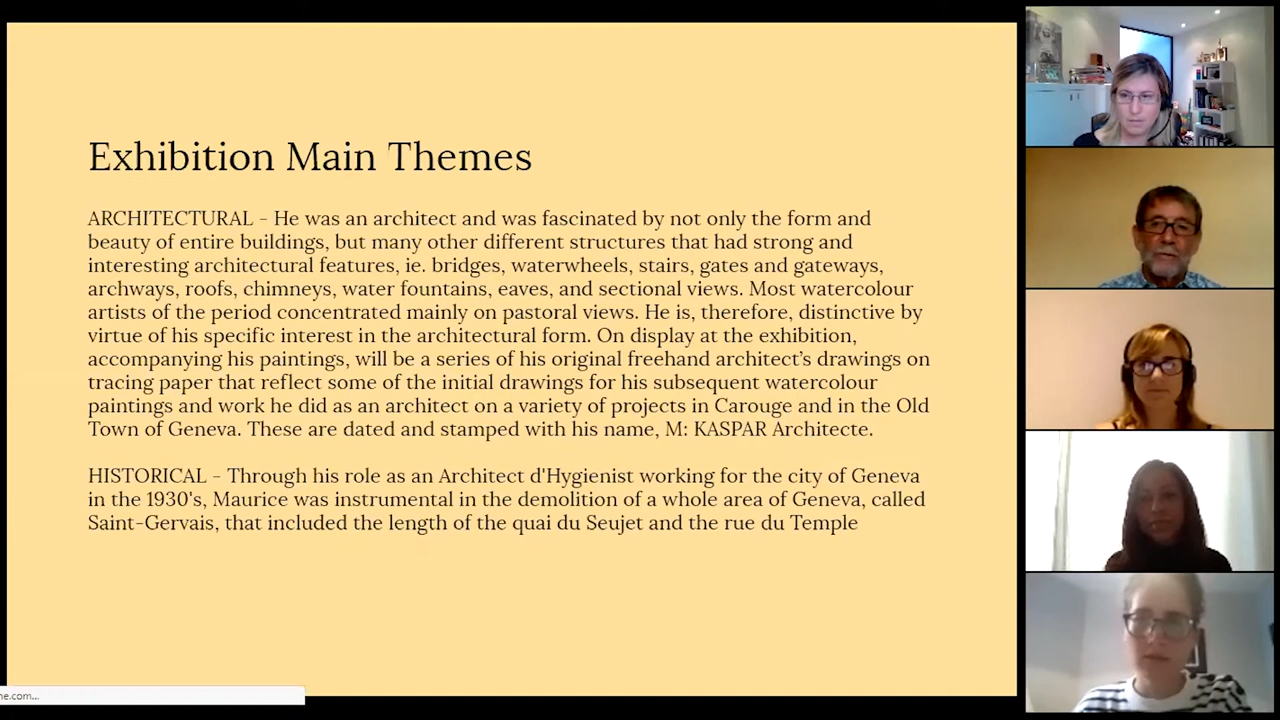 Exhibition Main Themes
ARCHITECTURAL – He was an architect and was fascinated by not only the form and
beauty of entire buildings, but many other different structures that had strong and
interesting architectural features, ie. bridges, waterwheels, stairs, gates and gateways,
archways, roofs, chimneys, water fountains, eaves, and sectional views. Most watercolour
artists of the period concentrated mainly on pastoral views. He is, therefore, distinctive by
virtue of his specific interest in the architectural form. On display at the exhibition,
accompanying his paintings, will be a series of his original freehand architect’s drawings on
tracing paper that reflect some of the initial drawings for his subsequent watercolour
paintings and work he did as an architect on a variety of projects in Carouge and in the Old
Town of Geneva. These are dated and stamped with his name, M: KASPAR Architecte.
HISTORICAL – Through his role as an Architect d'Hygienist working for the city of Geneva
in the 1930's, Maurice was instrumental in the demolition of a whole area of Geneva, called
Saint-Gervais, that included the length of the quai du Seujet and the rue du Temple
ne.com...